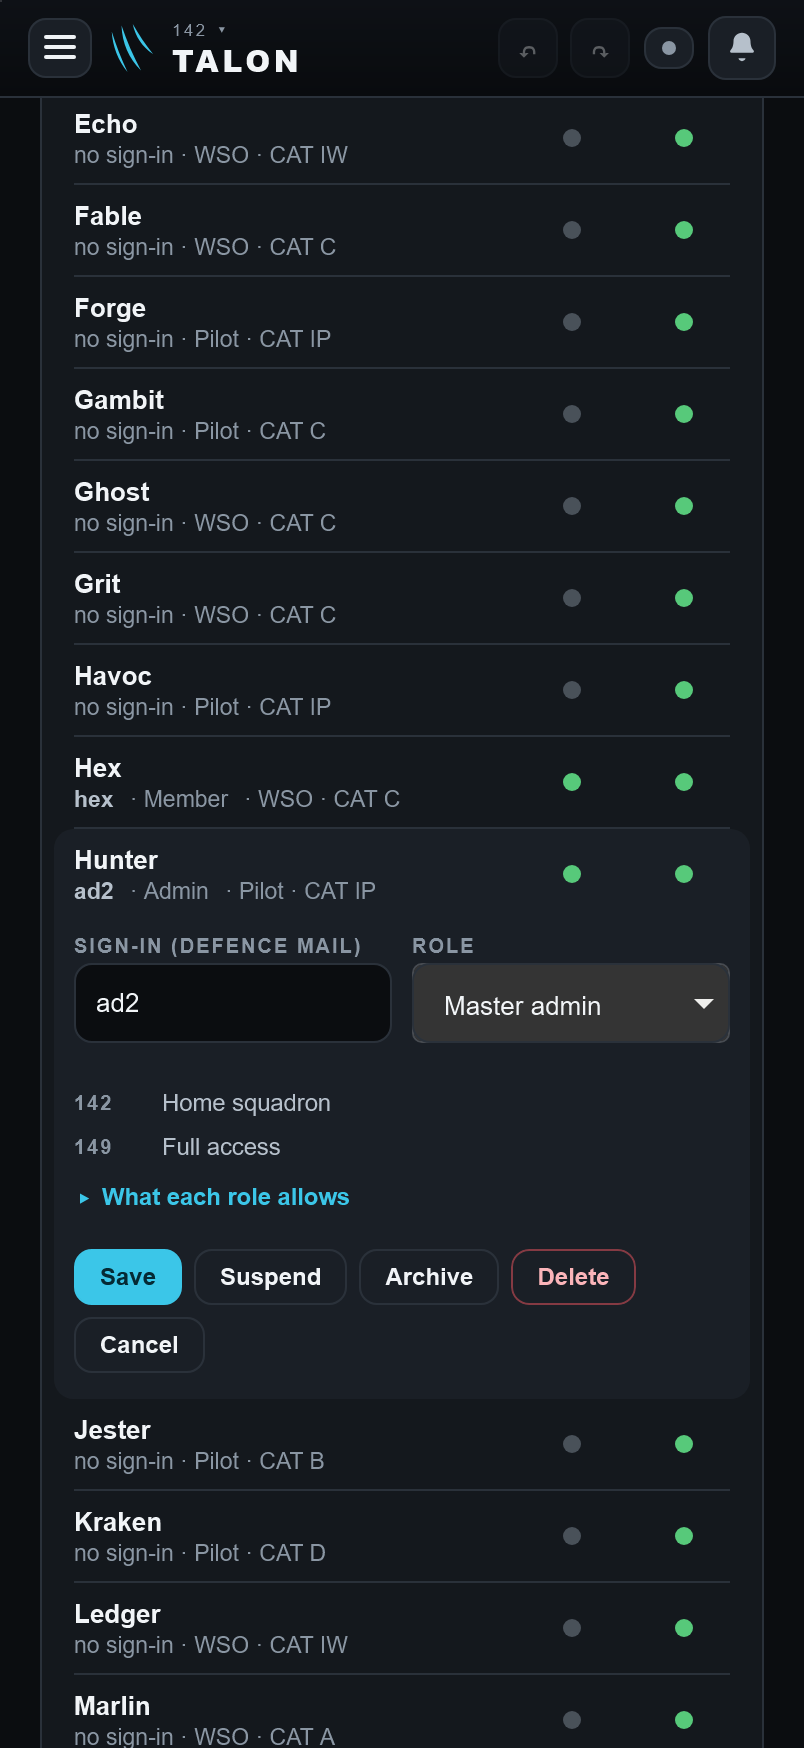 142 ▾
TALON
Echo
no sign-in · WSO · CAT IW
Fable
no sign-in · WSO · CAT C
Forge
no sign-in · Pilot · CAT IP
Gambit
no sign-in · Pilot · CAT C
Ghost
no sign-in · WSO · CAT C
Grit
no sign-in · WSO · CAT C
Havoc
no sign-in · Pilot · CAT IP
Hex
hex · Member · WSO · CAT C
Hunter
ad2 · Admin · Pilot · CAT IP
SIGN-IN (DEFENCE MAIL) ROLE
ad2 Master admin
142 Home squadron
149 Full access
▸ What each role allows
Save Suspend Archive Delete
Cancel
Jester
no sign-in · Pilot · CAT B
Kraken
no sign-in · Pilot · CAT D
Ledger
no sign-in · WSO · CAT IW
Marlin
no sign-in · WSO · CAT A